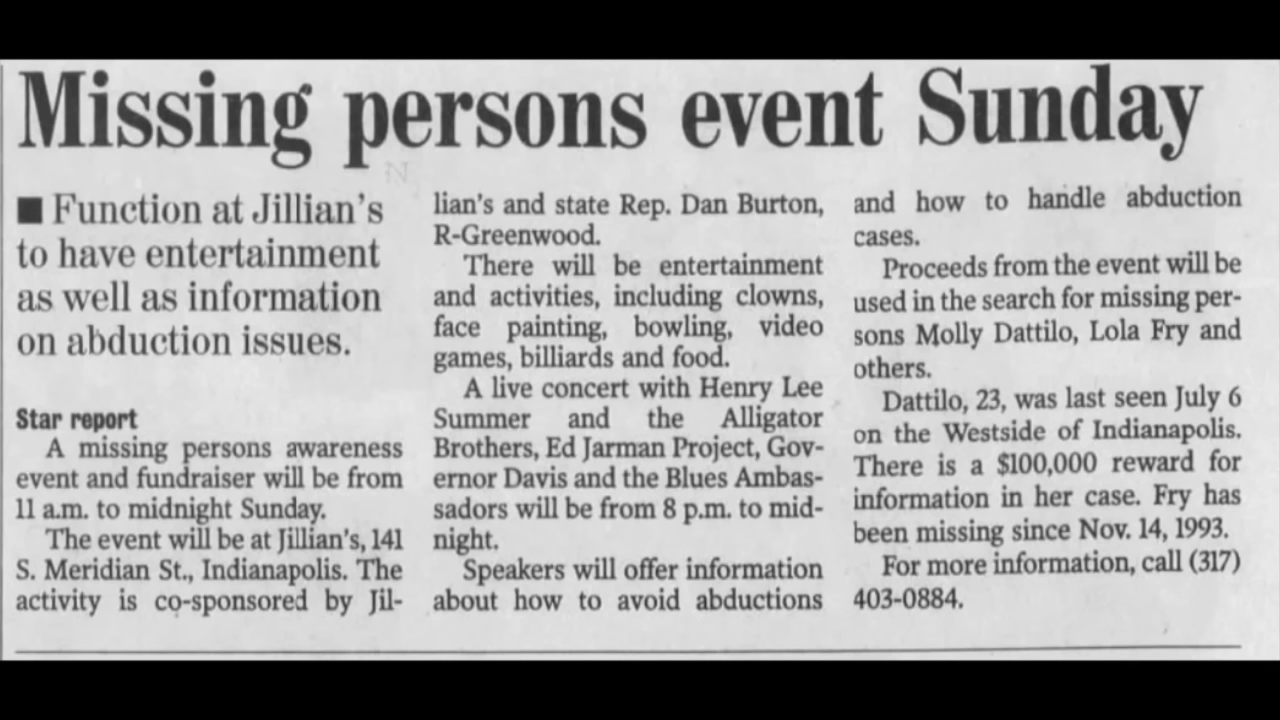 Missing persons event Sunday
■ Function at Jillian's
to have entertainment
as well as information
on abduction issues.
Star report
A missing persons awareness
event and fundraiser will be from
11 a.m. to midnight Sunday.
The event will be at Jillian's, 141
S. Meridian St., Indianapolis. The
activity is co-sponsored by Jil-
lian's and state Rep. Dan Burton,
R-Greenwood.
There will be entertainment
and activities, including clowns,
face painting, bowling, video
games, billiards and food.
A live concert with Henry Lee
Summer and the Alligator
Brothers, Ed Jarman Project, Gov-
ernor Davis and the Blues Ambas-
sadors will be from 8 p.m. to mid-
night.
Speakers will offer information
about how to avoid abductions
and how to handle abduction
cases.
Proceeds from the event will be
used in the search for missing per-
sons Molly Dattilo, Lola Fry and
others.
Dattilo, 23, was last seen July 6
on the Westside of Indianapolis.
There is a $100,000 reward for
information in her case. Fry has
been missing since Nov. 14, 1993.
For more information, call (317)
403-0884.